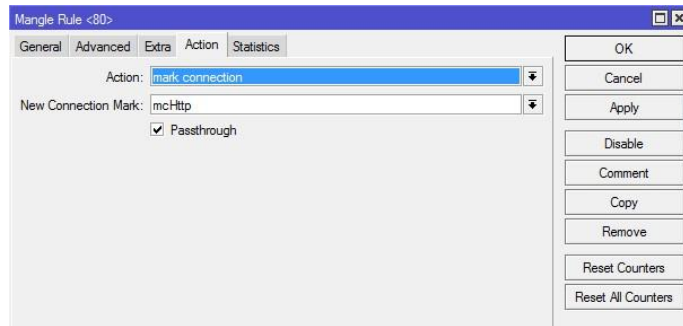 Mangle Rule <80>
General Advanced Extra Action Statistics
Action: mark connection
New Connection Mark: mcHttp
Passthrough
OK
Cancel
Apply
Disable
Comment
Copy
Remove
Reset Counters
Reset All Counters